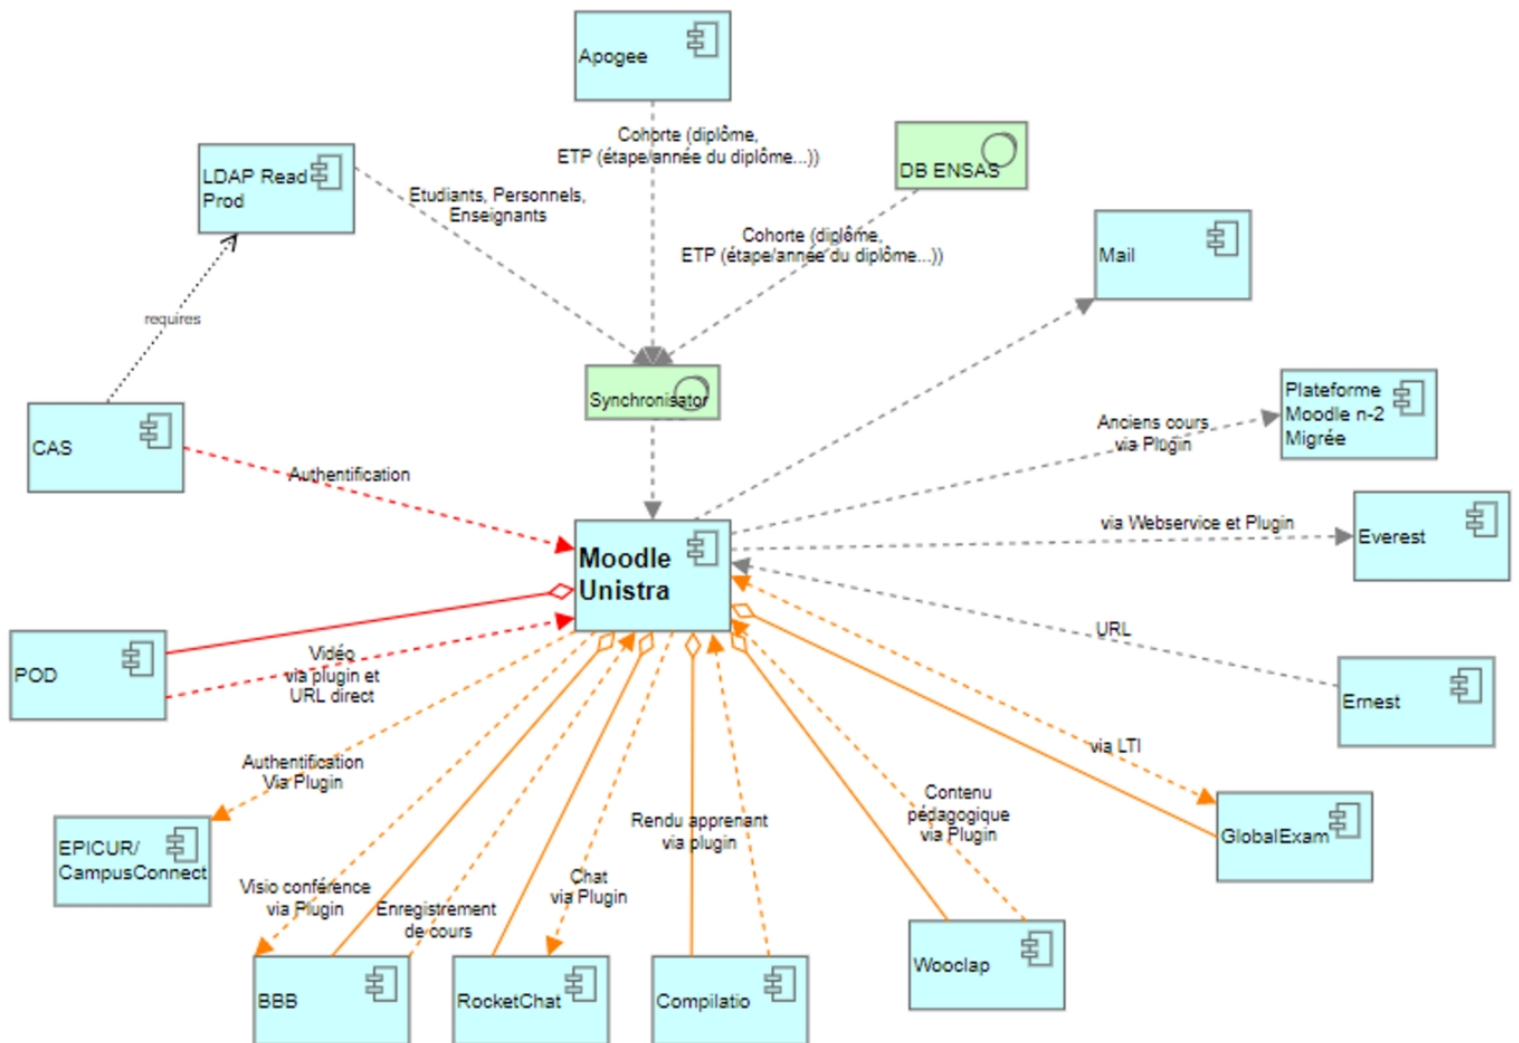 Apogee
Cohorte (diplôme,
ETP (étape/année du diplôme...))
DB ENSAS
LDAP Read
Prod
Etudiants, Personnels,
Enseignants
Cohorte (diplôme,
ETP (étape/année du diplôme...))
Mail
requires
Synchronisator
Plateforme
Moodle n-2
Migrée
Anciens cours
via Plugin
CAS
Authentification
via Webservice et Plugin
Everest
Moodle
Unistra
URL
Ernest
POD
Vidéo
via plugin et
URL direct
via LTI
Authentification
Via Plugin
Contenu
pédagogique
via Plugin
Rendu apprenant
via plugin
GlobalExam
EPICUR/
CampusConnect
Visio conférence
via Plugin
Enregistrement
de cours
Chat
via Plugin
Wooclap
BBB
RocketChat
Compilatio